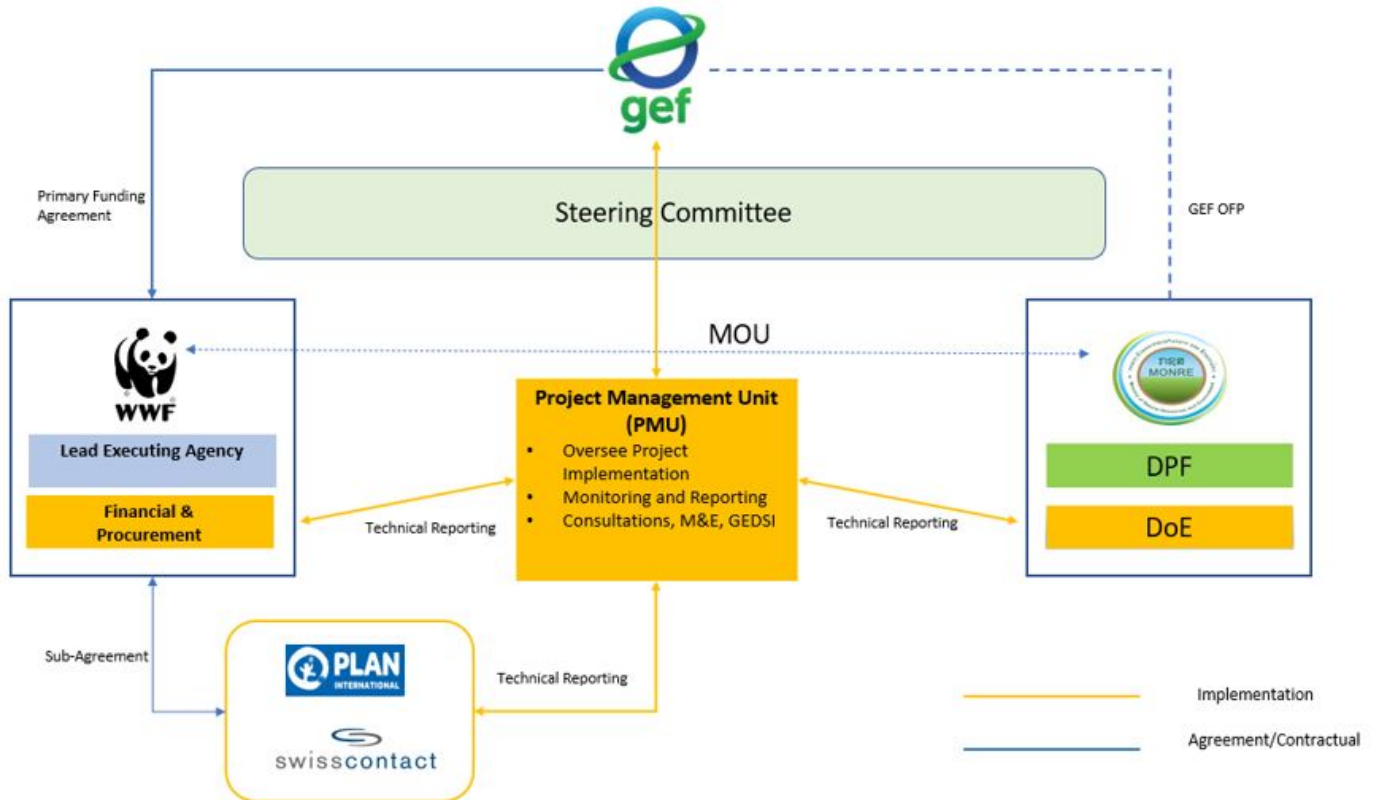 gef
Primary Funding
Agreement
Steering Committee
GEF OFP
MOU
WWF
MONRE
Lead Executing Agency
Financial &
Procurement
Project Management Unit
(PMU)
• Oversee Project
Implementation
• Monitoring and Reporting
• Consultations, M&E, GEDSI
DPF
DoE
Technical Reporting
Technical Reporting
Sub-Agreement
PLAN
INTERNATIONAL
swisscontact
Technical Reporting
Implementation
Agreement/Contractual